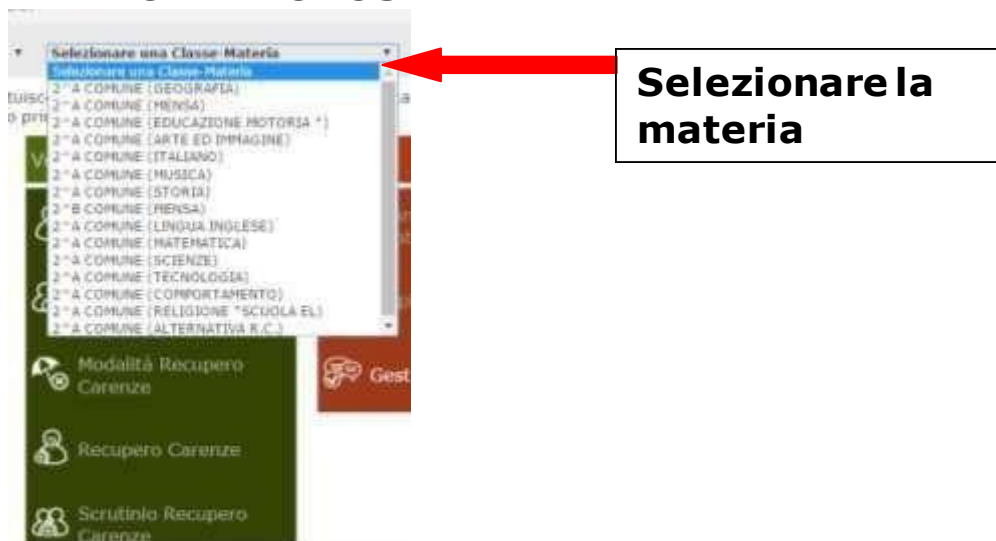 Selezionare una Classe-Materia
Selezionare una Classe-Materia
2^A COMUNE (GEOGRAFIA)
2^A COMUNE (MENSA)
2^A COMUNE (EDUCAZIONE MOTORIA *)
2^A COMUNE (ARTE ED IMMAGINE)
2^A COMUNE (ITALIANO)
2^A COMUNE (MUSICA)
2^A COMUNE (STORIA)
2^B COMUNE (MENSA)
2^A COMUNE (LINGUA INGLESE)
2^A COMUNE (MATEMATICA)
2^A COMUNE (SCIENZE)
2^A COMUNE (TECNOLOGIA)
2^A COMUNE (COMPORTAMENTO)
2^A COMUNE (RELIGIONE *SCUOLA EL)
2^A COMUNE (ALTERNATIVA R.C.)
Selezionare la
materia
Modalità Recupero
Carenze
Gest
Recupero Carenze
Scrutinio Recupero
Carenze